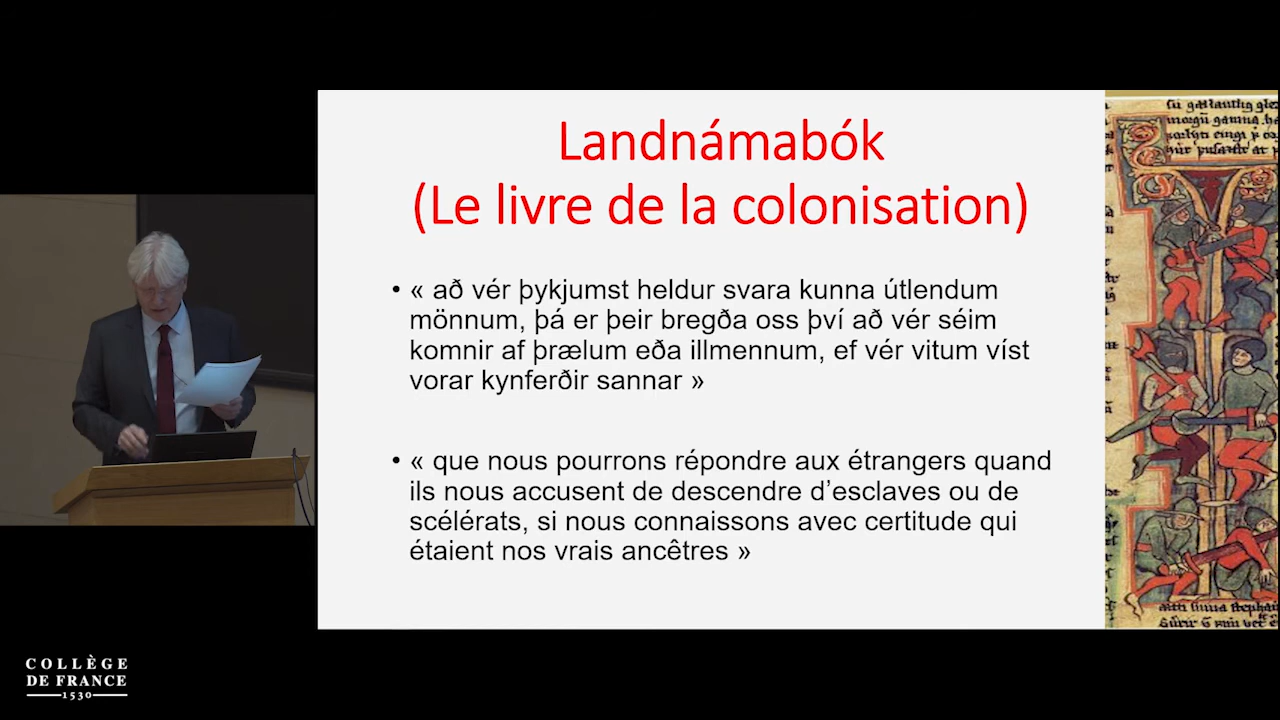 Landnámabók
(Le livre de la colonisation)
• « að vér þykjumst heldur svara kunna útlendum
mönnum, þá er þeir bregða oss því að vér séim
komnir af þrælum eða illmennum, ef vér vitum víst
vorar kynferðir sannar »
• « que nous pourrons répondre aux étrangers quand
ils nous accusent de descendre d’esclaves ou de
scélérats, si nous connaissons avec certitude qui
étaient nos vrais ancêtres »
COLLÈGE
DE FRANCE
1530